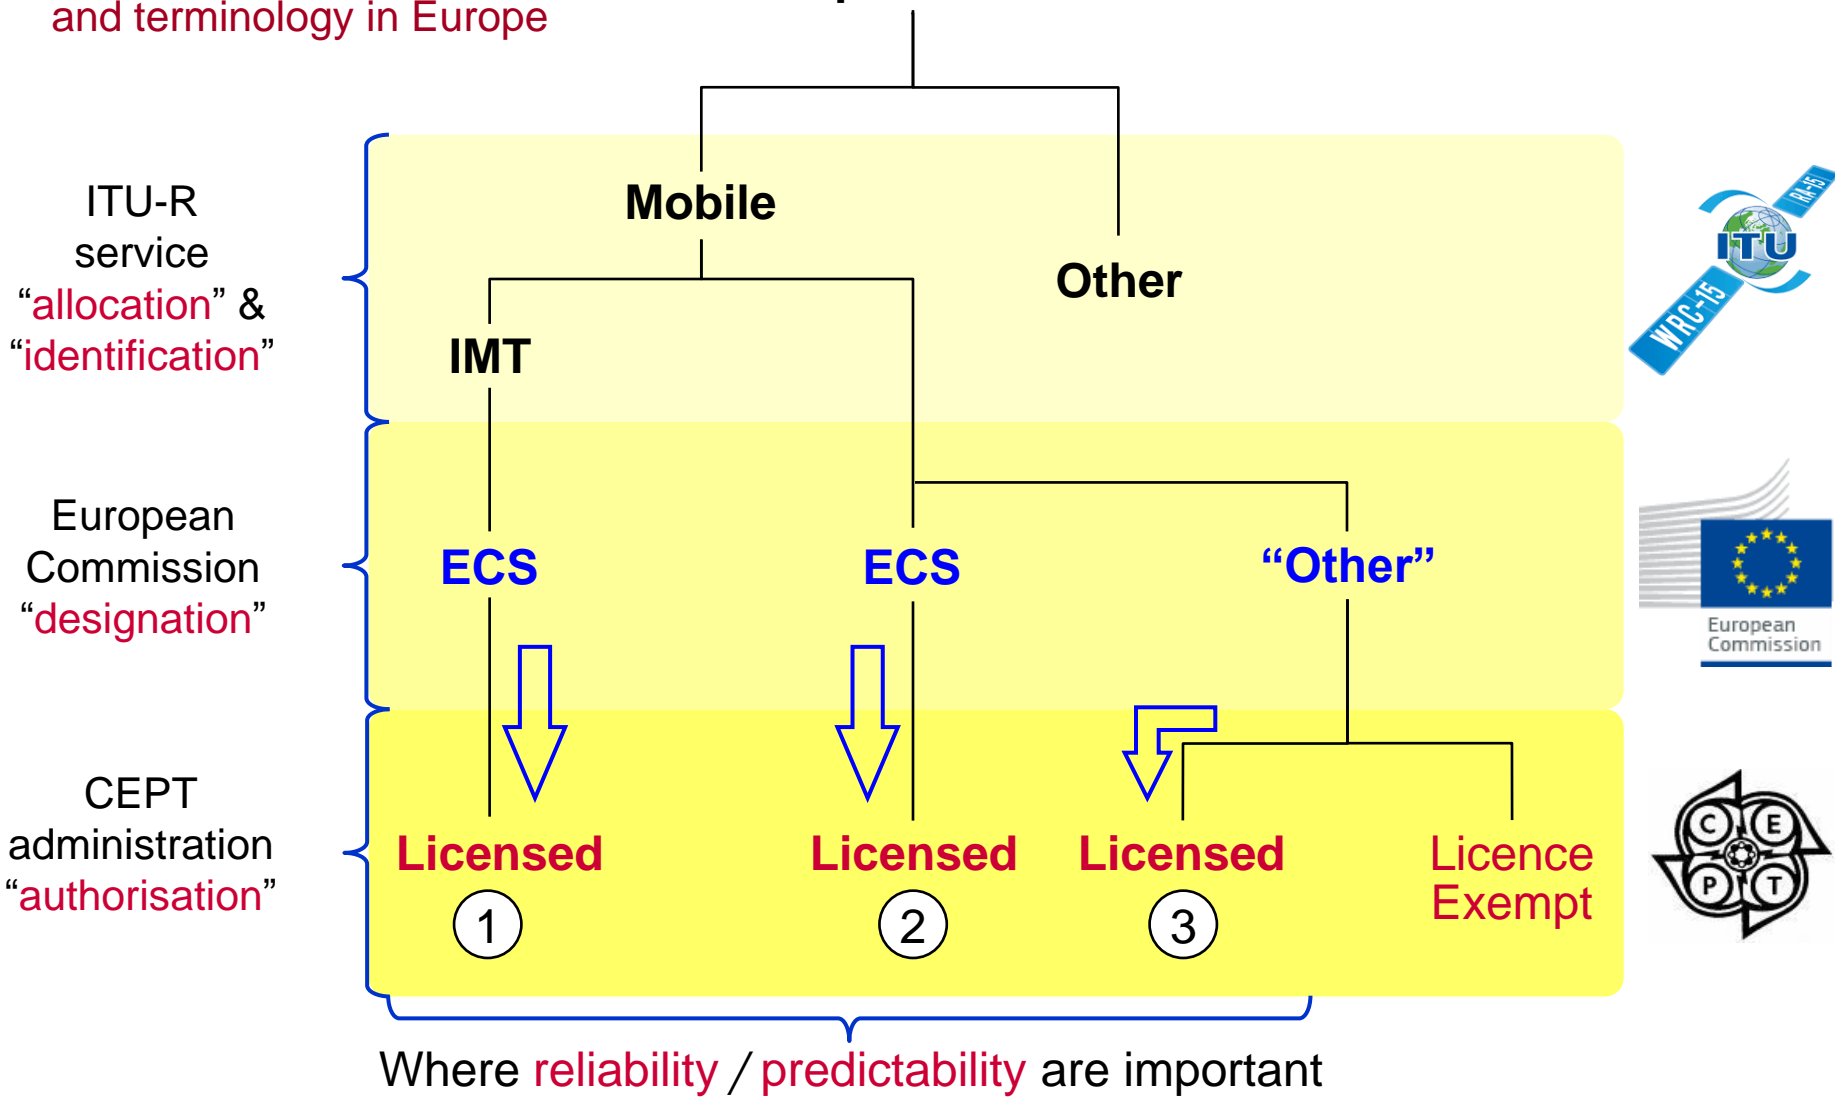 and terminology in Europe
ITU-R
service
“allocation” &
“identification”
Mobile
Other
IMT
RA-15
ITU
WRC-15
European
Commission
“designation”
ECS
ECS
“Other”
European
Commission
CEPT
administration
“authorisation”
Licensed
Licensed
Licensed
Licence
Exempt
1
2
3
C E
P T
Where reliability / predictability are important